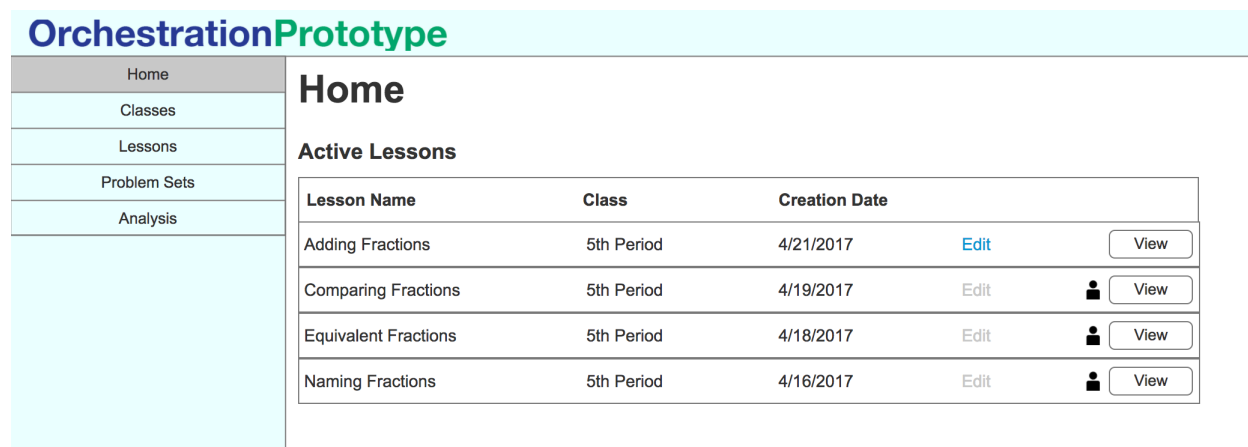 OrchestrationPrototype
Home
Classes
Lessons
Problem Sets
Analysis
Home
Active Lessons
Lesson Name Class Creation Date
Adding Fractions 5th Period 4/21/2017 Edit View
Comparing Fractions 5th Period 4/19/2017 Edit View
Equivalent Fractions 5th Period 4/18/2017 Edit View
Naming Fractions 5th Period 4/16/2017 Edit View